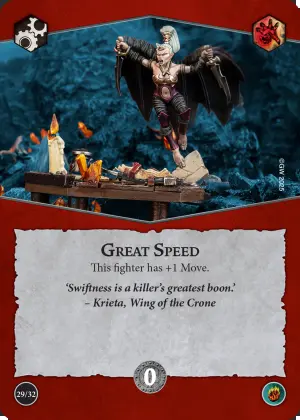 ©GW 2025
GREAT SPEED
This fighter has +1 Move.
‘Swiftness is a killer’s greatest boon.’
– Krieta, Wing of the Crone
0
29/32